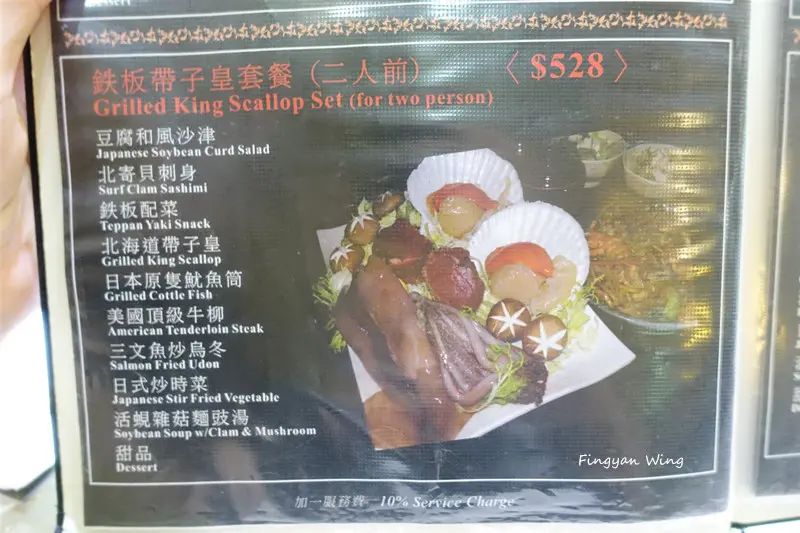 Dessert
鉄板帶子皇套餐 (二人前) 〈 $528 〉
Grilled King Scallop Set (for two person)
豆腐和風沙津
Japanese Soybean Curd Salad
北寄貝刺身
Surf Clam Sashimi
鉄板配菜
Teppan Yaki Snack
北海道帶子皇
Grilled King Scallop
日本原隻魷魚筒
Grilled Cottle Fish
美國頂級牛柳
American Tenderloin Steak
三文魚炒烏冬
Salmon Fried Udon
日式炒時菜
Japanese Stir Fried Vegetable
活蜆雜菇麵豉湯
Soybean Soup w/Clam & Mushroom
甜品
Dessert
Fingyan Wing
加一服務費 10% Service Charge